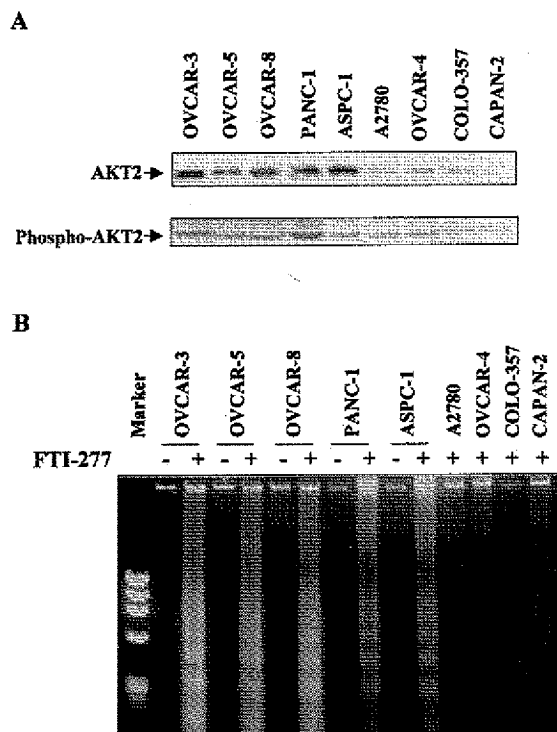 A
OVCAR-3 OVCAR-5 OVCAR-8 PANC-1 ASPC-1 A2780 OVCAR-4 COLO-357 CAPAN-2
AKT2
Phospho-AKT2
B
Marker OVCAR-3 OVCAR-5 OVCAR-8 PANC-1 ASPC-1 A2780 OVCAR-4 COLO-357 CAPAN-2
FTI-277 - + - + - + - + - + + + + +